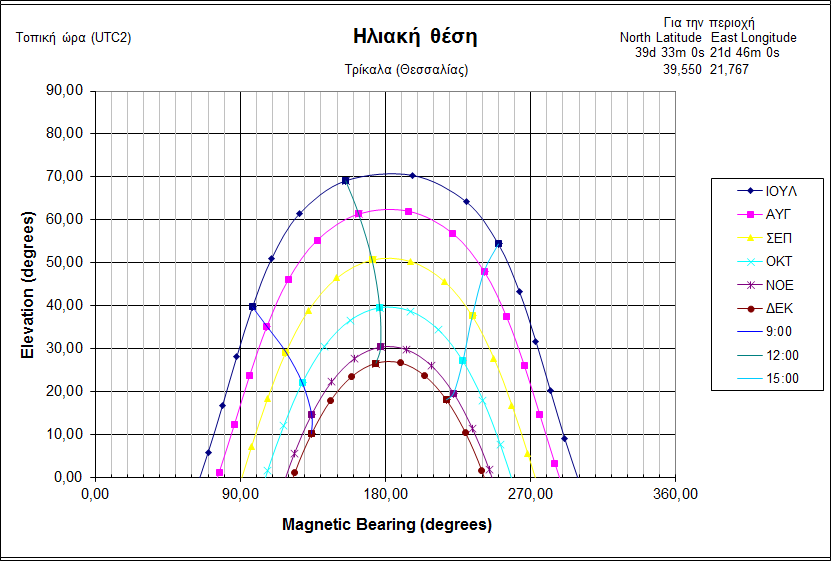 Τοπική ώρα (UTC2)
Ηλιακή θέση
Τρίκαλα (Θεσσαλίας)
Για την περιοχή
North Latitude East Longitude
39d 33m 0s 21d 46m 0s
39,550 21,767
90,00
80,00
70,00
60,00
50,00
40,00
30,00
20,00
10,00
0,00
Elevation (degrees)
0,00 90,00 180,00 270,00 360,00
Magnetic Bearing (degrees)
ΙΟΥΛ
ΑΥΓ
ΣΕΠ
ΟΚΤ
ΝΟΕ
ΔΕΚ
9:00
12:00
15:00